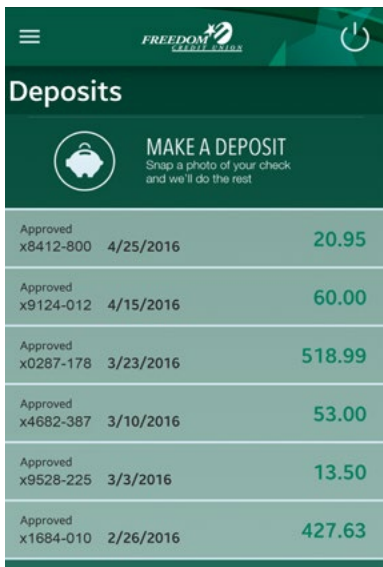 FREEDOM
CREDIT UNION
Deposits
MAKE A DEPOSIT
Snap a photo of your check
and we'll do the rest
Approved
x8412-800 4/25/2016 20.95
Approved
x9124-012 4/15/2016 60.00
Approved
x0287-178 3/23/2016 518.99
Approved
x4682-387 3/10/2016 53.00
Approved
x9528-225 3/3/2016 13.50
Approved
x1684-010 2/26/2016 427.63